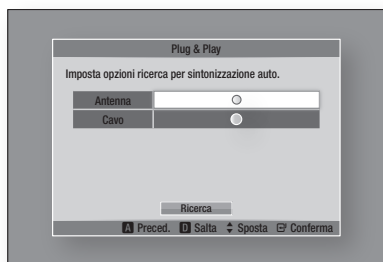 Plug & Play
Imposta opzioni ricerca per sintonizzazione auto.
Antenna
Cavo
Ricerca
A Preced. D Salta Sposta Conferma